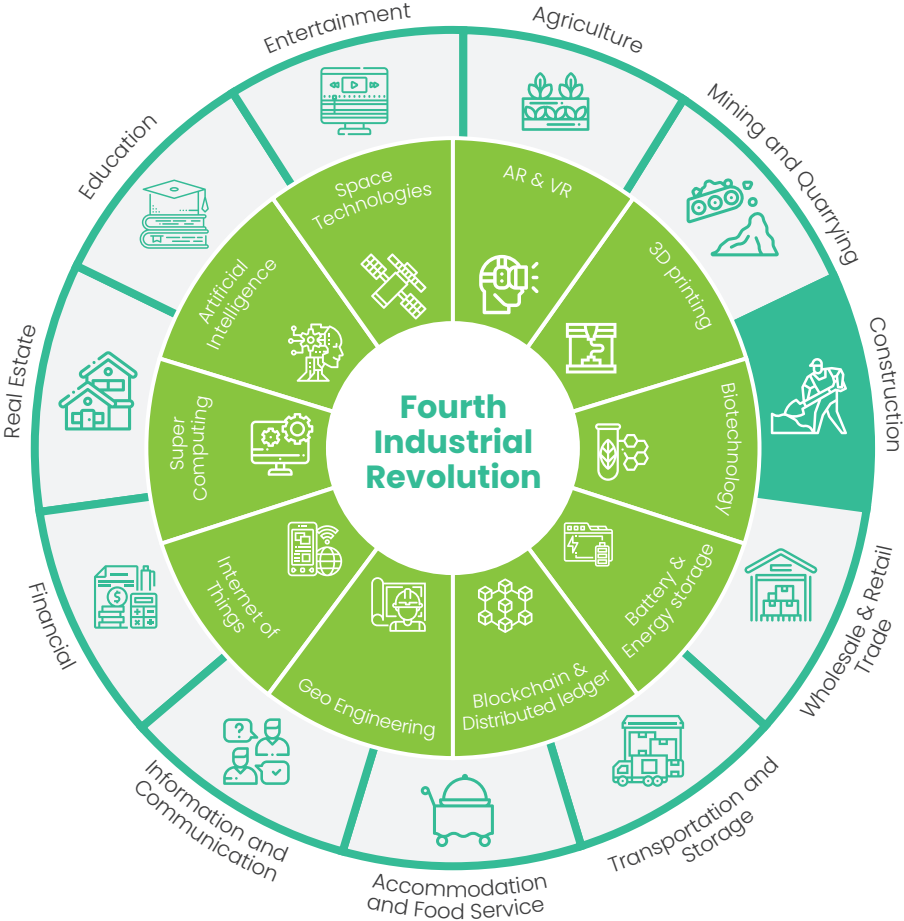 Fourth
Industrial
Revolution
AR & VR
3D printing
Biotechnology
Battery &
Energy storage
Blockchain &
Distributed ledger
Geo Engineering
Internet of
Things
Super
Computing
Artificial
Intelligence
Space
Technologies
Agriculture
Mining and Quarrying
Construction
Wholesale & Retail
Trade
Transportation and
Storage
Accommodation
and Food Service
Information and
Communication
Financial
Real Estate
Education
Entertainment